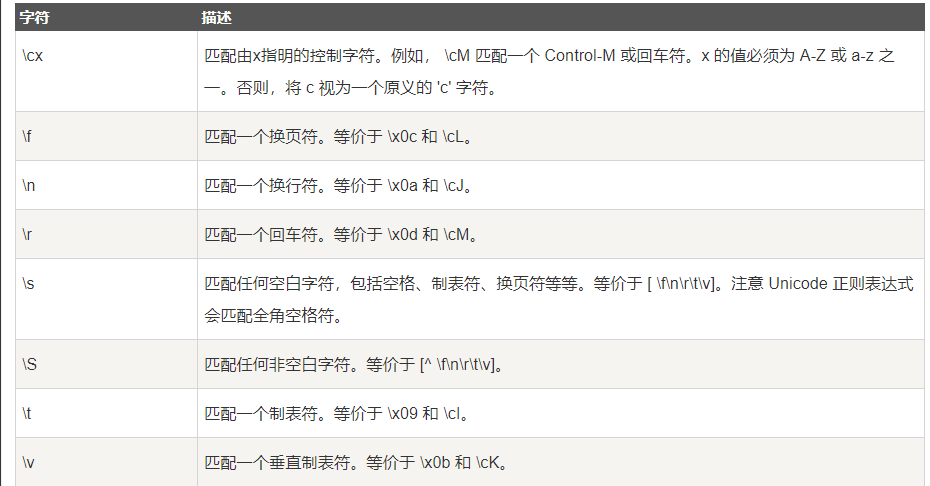 字符 描述
\cx 匹配由x指明的控制字符。例如， \cM 匹配一个 Control-M 或回车符。x 的值必须为 A-Z 或 a-z 之
一。否则，将 c 视为一个原义的 'c' 字符。
\f 匹配一个换页符。等价于 \x0c 和 \cL。
\n 匹配一个换行符。等价于 \x0a 和 \cJ。
\r 匹配一个回车符。等价于 \x0d 和 \cM。
\s 匹配任何空白字符，包括空格、制表符、换页符等等。等价于 [ \f\n\r\t\v]。注意 Unicode 正则表达式
会匹配全角空格符。
\S 匹配任何非空白字符。等价于 [^ \f\n\r\t\v]。
\t 匹配一个制表符。等价于 \x09 和 \cI。
\v 匹配一个垂直制表符。等价于 \x0b 和 \cK。